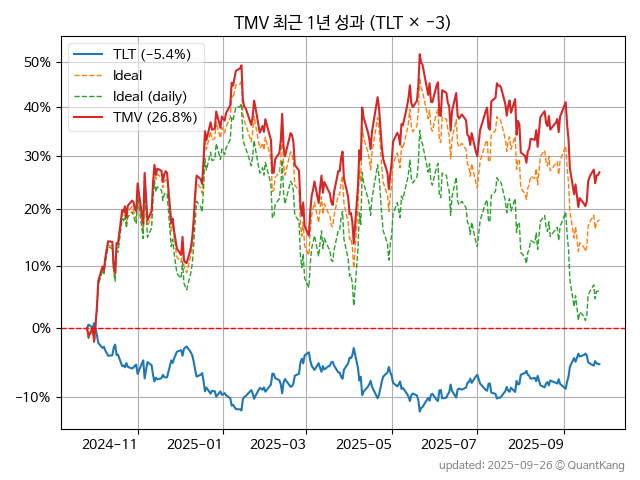 TMV 최근 1년 성과 (TLT × −3)
50%
40%
30%
20%
10%
0%
−10%
TLT (−5.4%)
Ideal
Ideal (daily)
TMV (26.8%)
2024-11
2025-01
2025-03
2025-05
2025-07
2025-09
updated: 2025-09-26 ⓒ QuantKang